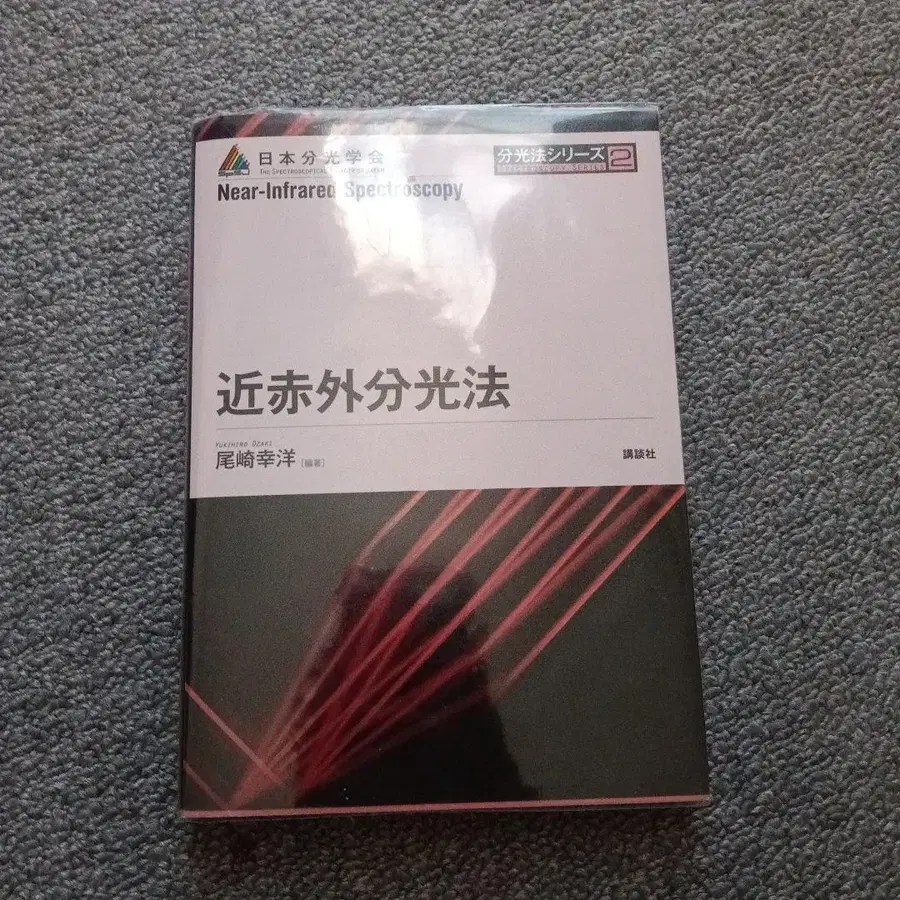 日本分光学会
THE SPECTROSCOPICAL SOCIETY OF JAPAN
分光法シリーズ 2
SPECTROSCOPY SERIES
Near-Infrared Spectroscopy
近赤外分光法
YUKIHIRO OZAKI
尾崎幸洋 [編著]
講談社